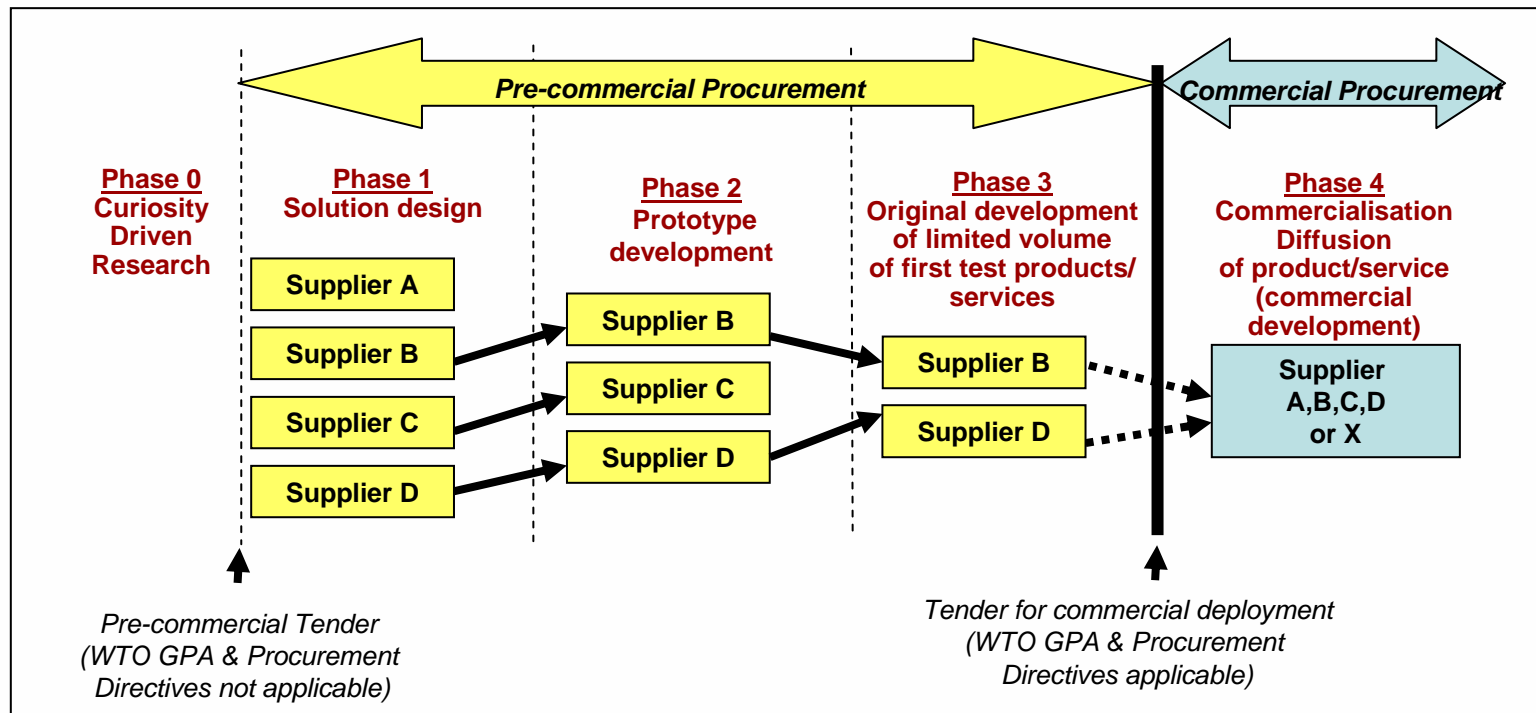 Pre-commercial Procurement
Commercial Procurement
Phase 0
Curiosity
Driven
Research
Phase 1
Solution design
Supplier A
Supplier B
Supplier C
Supplier D
Phase 2
Prototype
development
Supplier B
Supplier C
Supplier D
Phase 3
Original development
of limited volume
of first test products/
services
Supplier B
Supplier D
Phase 4
Commercialisation
Diffusion
of product/service
(commercial
development)
Supplier
A,B,C,D
or X
Pre-commercial Tender
(WTO GPA & Procurement
Directives not applicable)
Tender for commercial deployment
(WTO GPA & Procurement
Directives applicable)